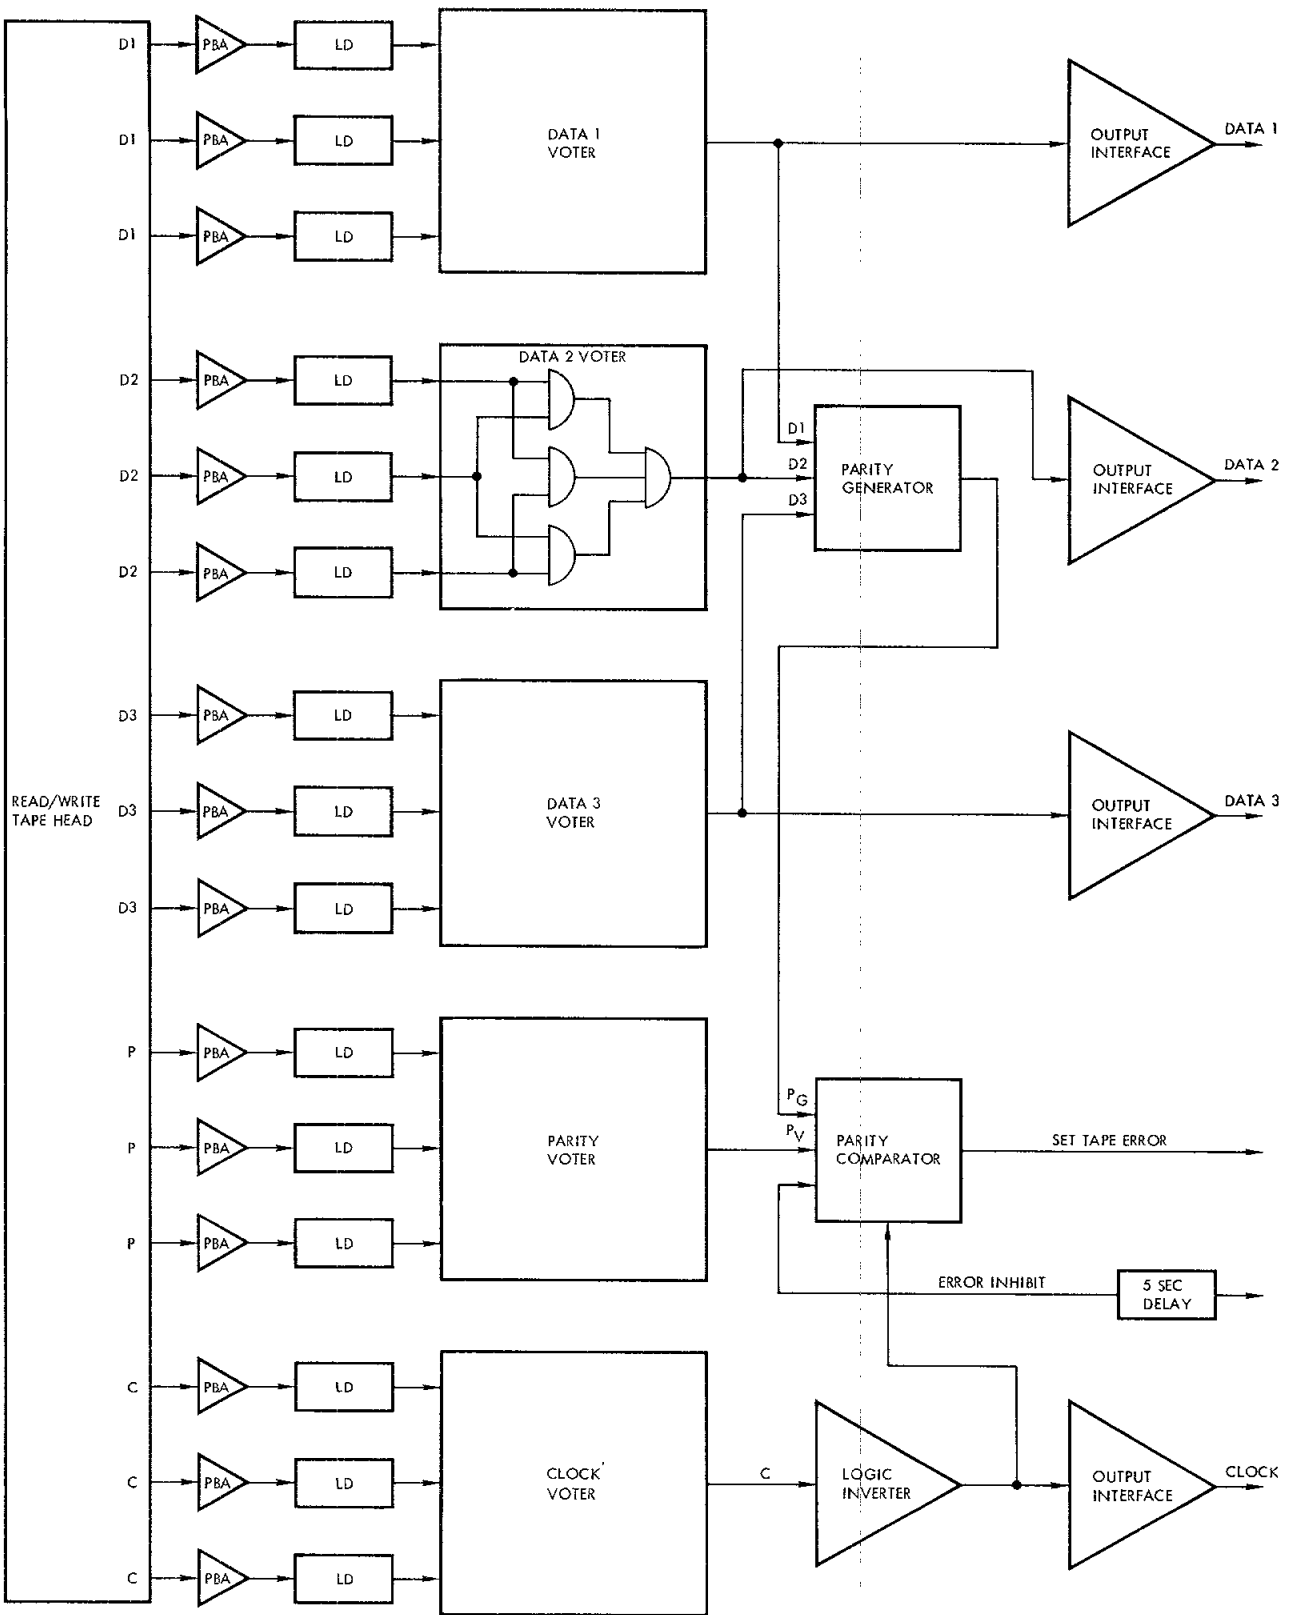 D1 PBA LD
D1 PBA LD DATA 1 VOTER OUTPUT INTERFACE DATA 1
D1 PBA LD
DATA 2 VOTER
D2 PBA LD
D1
D2 PBA LD D2 PARITY GENERATOR OUTPUT INTERFACE DATA 2
D3
D2 PBA LD
D3 PBA LD
READ/WRITE TAPE HEAD D3 PBA LD DATA 3 VOTER OUTPUT INTERFACE DATA 3
D3 PBA LD
P PBA LD
PG
P PBA LD PARITY VOTER PV PARITY COMPARATOR SET TAPE ERROR
P PBA LD
ERROR INHIBIT 5 SEC DELAY
C PBA LD
C PBA LD CLOCK' VOTER C LOGIC INVERTER OUTPUT INTERFACE CLOCK
C PBA LD